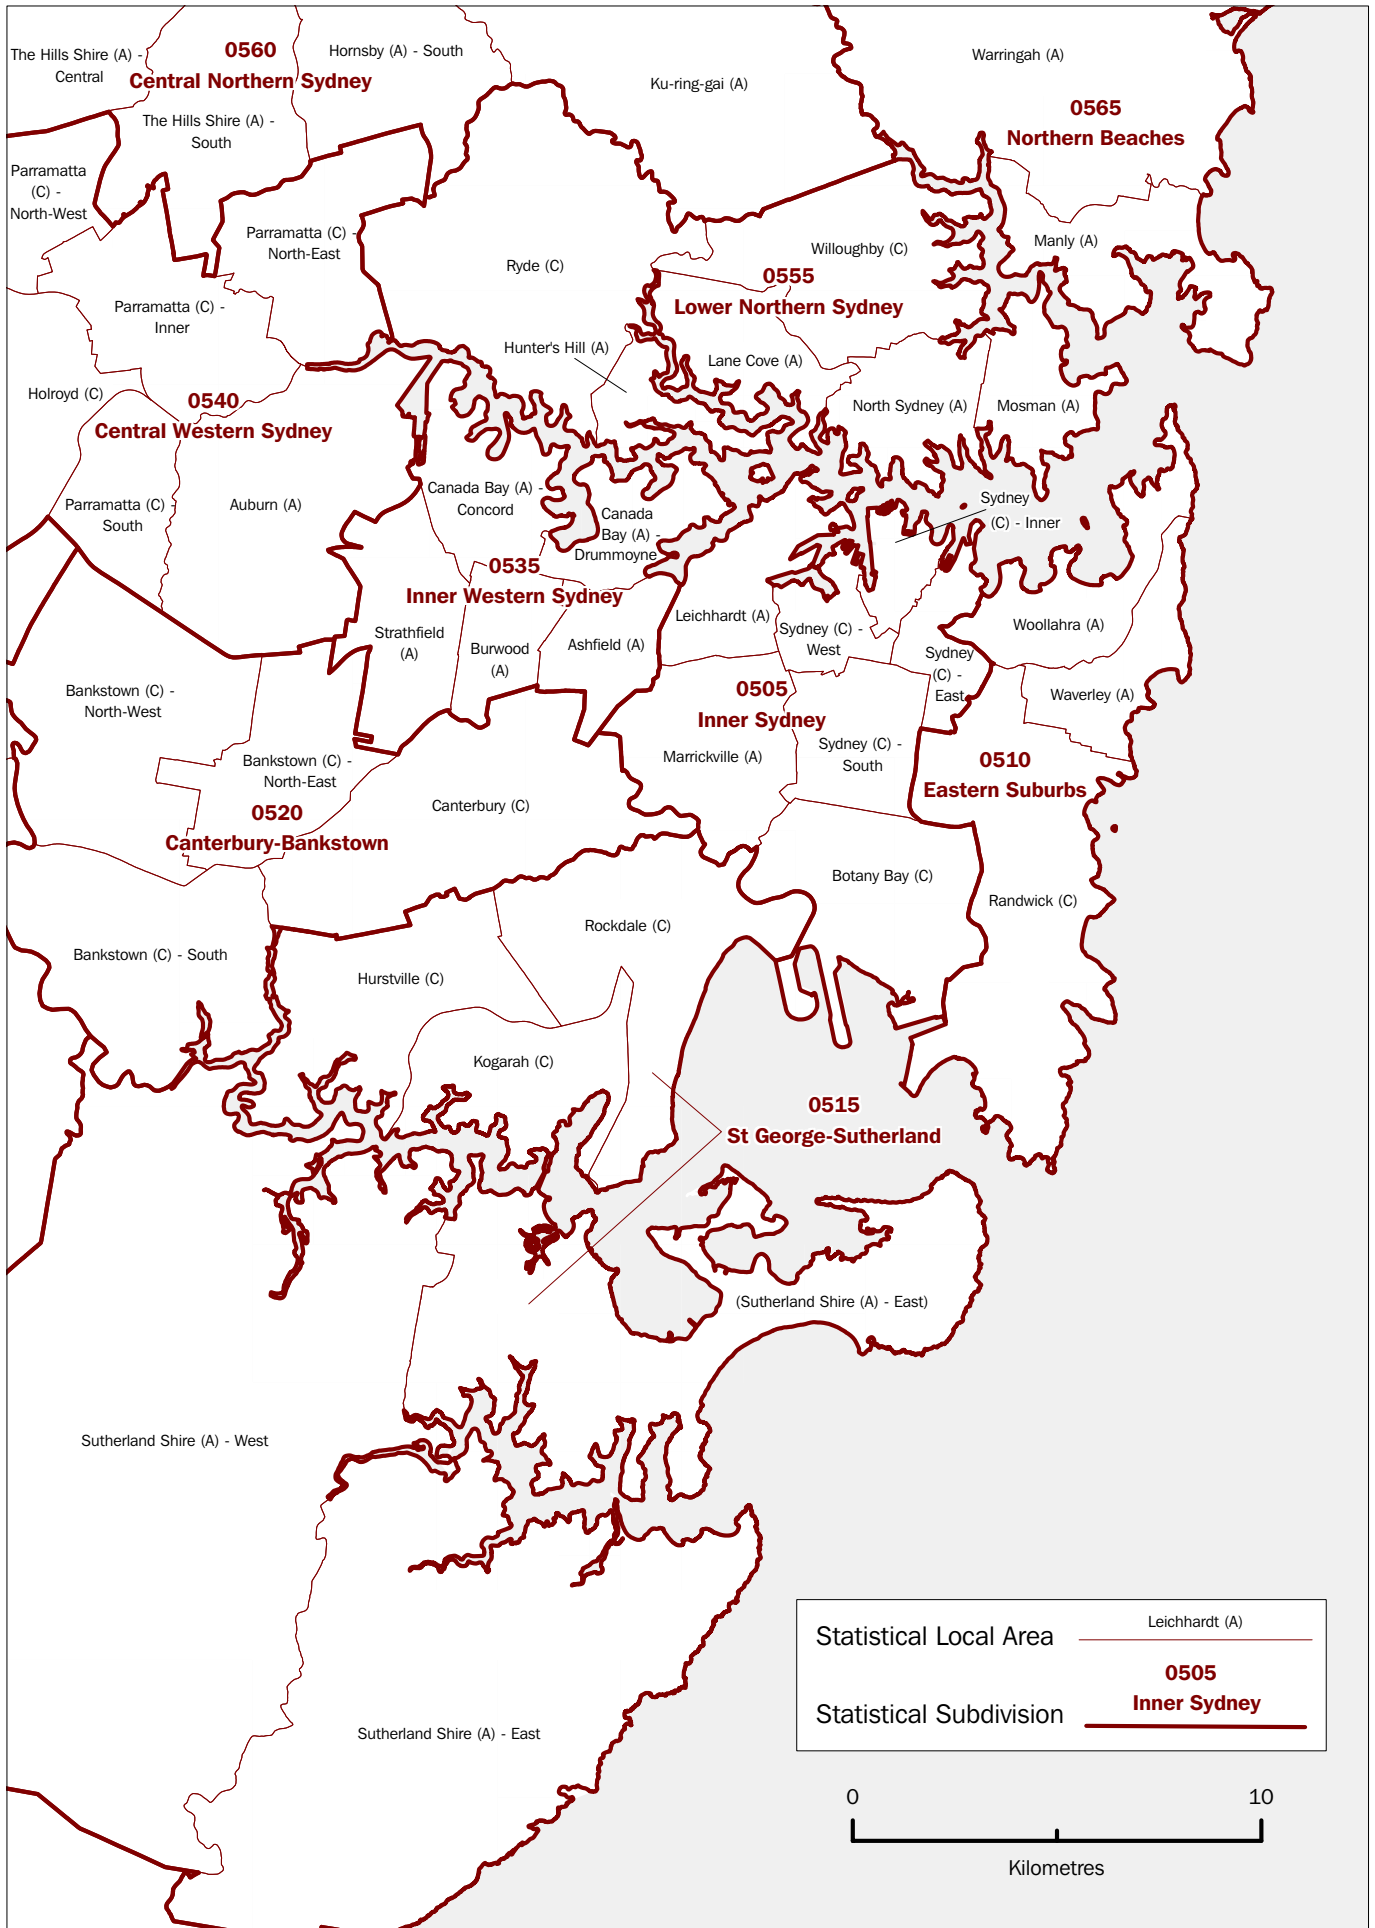 The Hills Shire (A) -
Central
0560
Central Northern Sydney
Hornsby (A) - South
Ku-ring-gai (A)
Warringah (A)
0565
Northern Beaches
The Hills Shire (A) -
South
Parramatta
(C) -
North-West
Parramatta (C) -
North-East
Ryde (C)
Willoughby (C)
Manly (A)
0555
Lower Northern Sydney
Parramatta (C) -
Inner
Hunter's Hill (A)
Lane Cove (A)
Holroyd (C)
0540
Central Western Sydney
North Sydney (A)
Mosman (A)
Parramatta (C) -
South
Auburn (A)
Canada Bay (A) -
Concord
Canada
Bay (A) -
Drummoyne
Sydney
(C) - Inner
0535
Inner Western Sydney
Strathfield
(A)
Burwood
(A)
Ashfield (A)
Leichhardt (A)
Sydney (C) -
West
Sydney
(C) -
East
Woollahra (A)
Waverley (A)
Bankstown (C) -
North-West
0505
Inner Sydney
Marrickville (A)
Sydney (C) -
South
0510
Eastern Suburbs
Bankstown (C) -
North-East
0520
Canterbury-Bankstown
Canterbury (C)
Botany Bay (C)
Randwick (C)
Bankstown (C) - South
Hurstville (C)
Rockdale (C)
Kogarah (C)
0515
St George-Sutherland
(Sutherland Shire (A) - East)
Sutherland Shire (A) - West
Sutherland Shire (A) - East
Statistical Local Area
Leichhardt (A)
Statistical Subdivision
0505
Inner Sydney
0
10
Kilometres